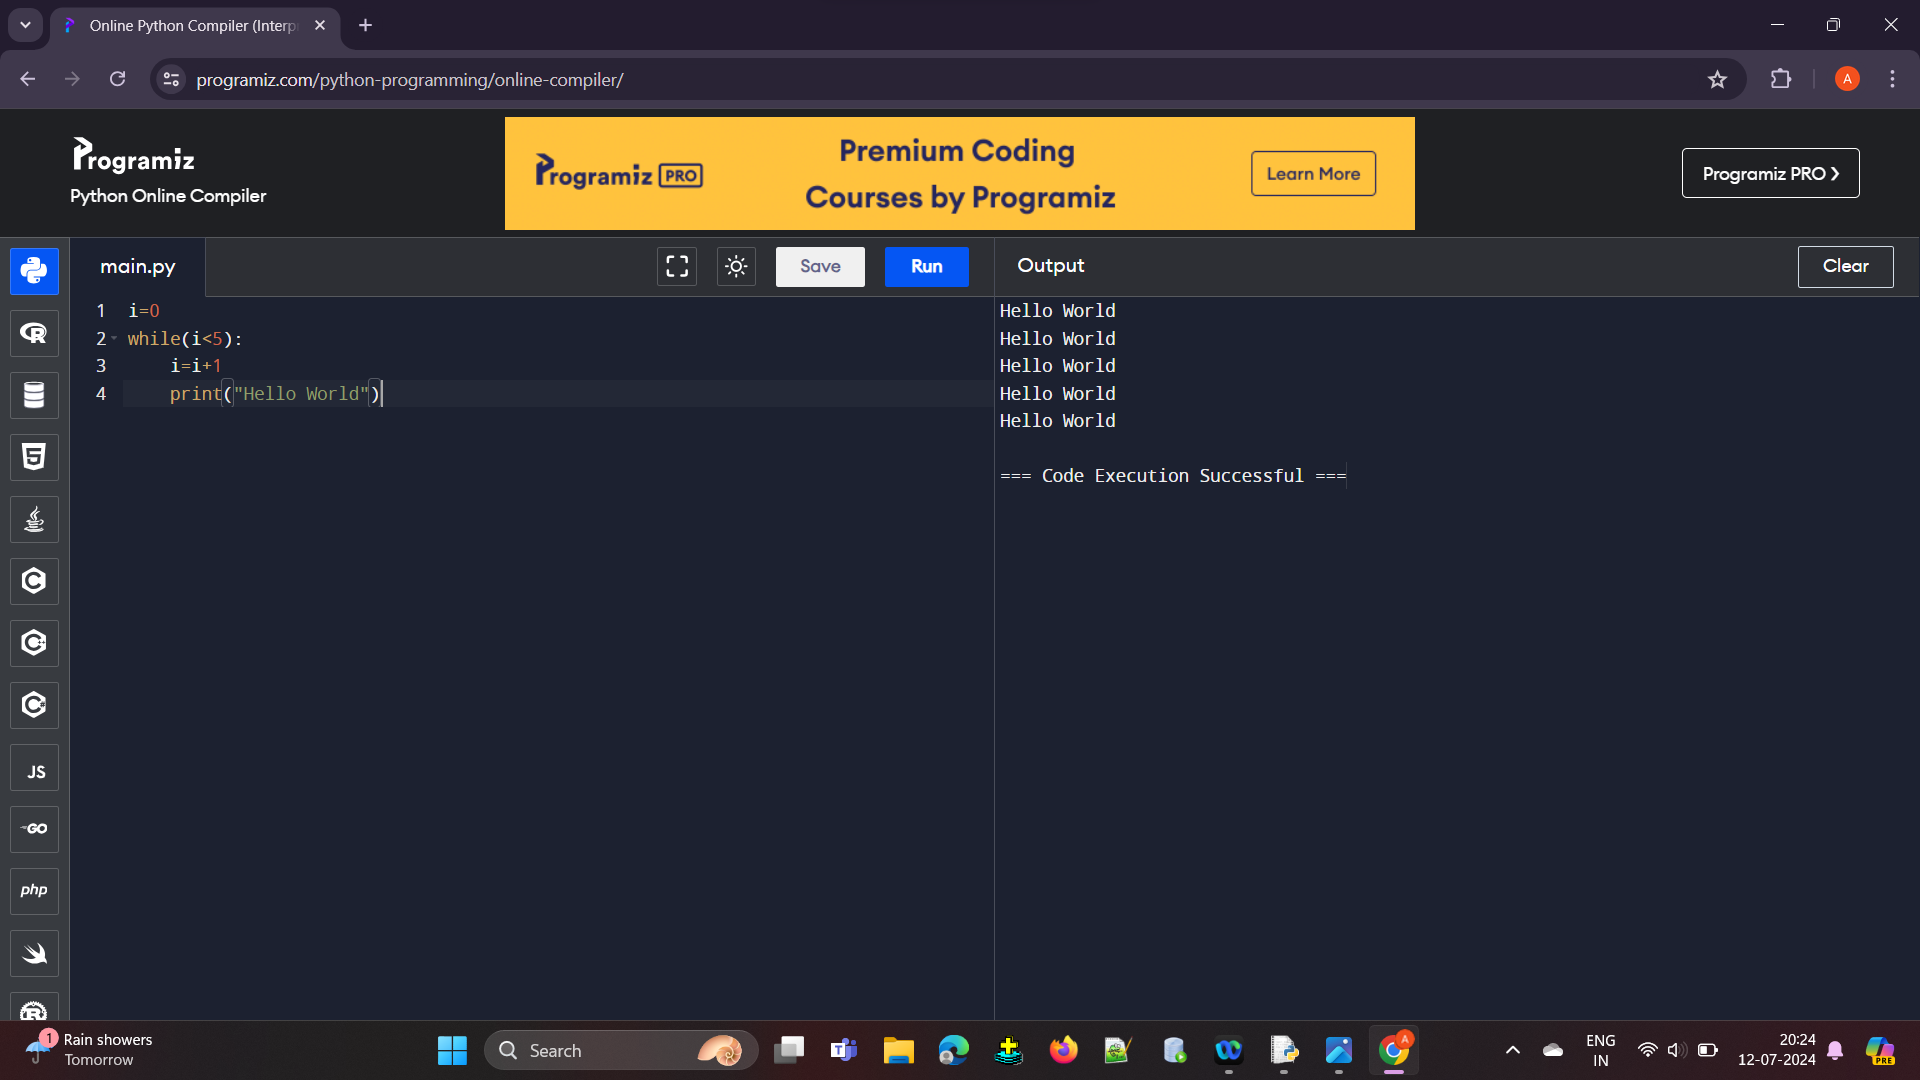 Online Python Compiler (Interp
programiz.com/python-programming/online-compiler/
A
Programiz
Python Online Compiler
Programiz PRO
Premium Coding
Courses by Programiz
Learn More
Programiz PRO ❯
main.py
Save
Run
Output
Clear
1 i=0
2 while(i<5):
3     i=i+1
4     print("Hello World")
Hello World
Hello World
Hello World
Hello World
Hello World
=== Code Execution Successful ===
R
5
C
C
C
JS
GO
php
R
1
Rain showers
Tomorrow
Search
T
A
ENG
IN
20:24
12-07-2024
PRE